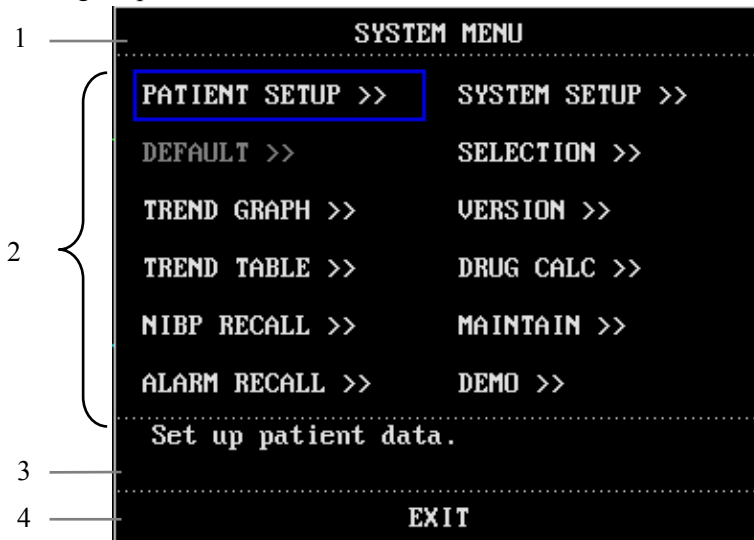 1 SYSTEM MENU
PATIENT SETUP >> SYSTEM SETUP >>
DEFAULT >> SELECTION >>
TREND GRAPH >> VERSION >>
2 TREND TABLE >> DRUG CALC >>
NIBP RECALL >> MAINTAIN >>
ALARM RECALL >> DEMO >>
Set up patient data.
3
4 EXIT